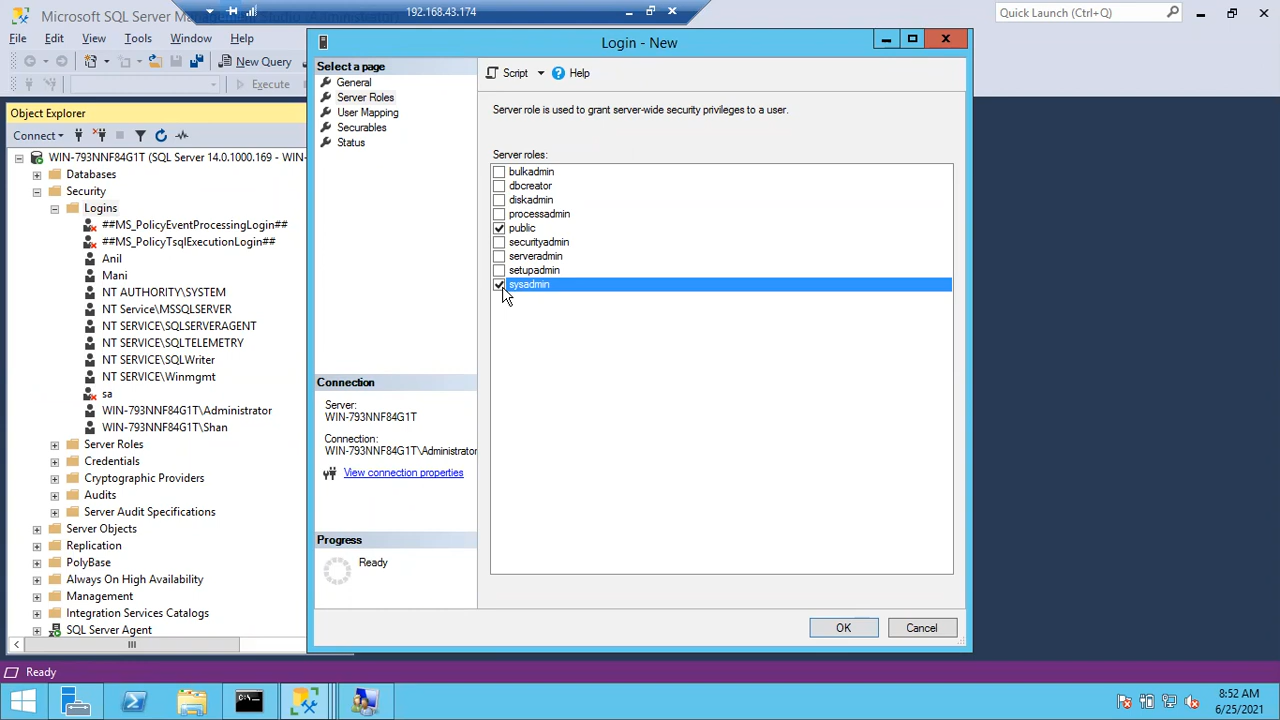 Microsoft SQL Server Management Studio (Administrator)
192.168.43.174
Quick Launch (Ctrl+Q)
File Edit View Tools Window Help
New Query
Execute
Object Explorer
Connect
WIN-793NNF84G1T (SQL Server 14.0.1000.169 - WIN-
Databases
Security
Logins
##MS_PolicyEventProcessingLogin##
##MS_PolicyTsqlExecutionLogin##
Anil
Mani
NT AUTHORITY\SYSTEM
NT Service\MSSQLSERVER
NT SERVICE\SQLSERVERAGENT
NT SERVICE\SQLTELEMETRY
NT SERVICE\SQLWriter
NT SERVICE\Winmgmt
sa
WIN-793NNF84G1T\Administrator
WIN-793NNF84G1T\Shan
Server Roles
Credentials
Cryptographic Providers
Audits
Server Audit Specifications
Server Objects
Replication
PolyBase
Always On High Availability
Management
Integration Services Catalogs
SQL Server Agent
Login - New
Select a page
General
Server Roles
User Mapping
Securables
Status
Connection
Server:
WIN-793NNF84G1T
Connection:
WIN-793NNF84G1T\Administrator
View connection properties
Progress
Ready
Script
Help
Server role is used to grant server-wide security privileges to a user.
Server roles:
bulkadmin
dbcreator
diskadmin
processadmin
public
securityadmin
serveradmin
setupadmin
sysadmin
OK
Cancel
Ready
8:52 AM
6/25/2021